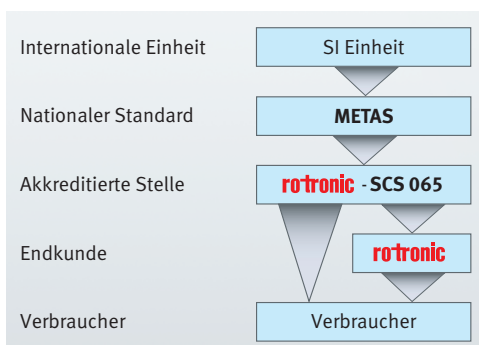 Internationale Einheit
SI Einheit
Nationaler Standard
METAS
Akkreditierte Stelle
rotronic - SCS 065
Endkunde
rotronic
Verbraucher
Verbraucher